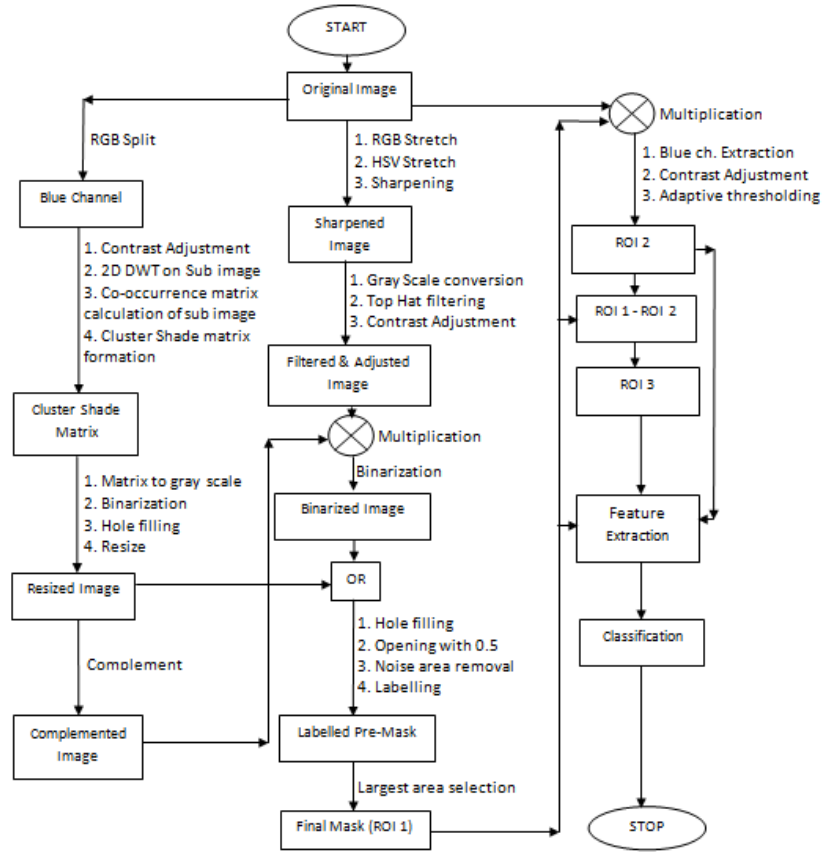 START
Original Image
RGB Split
Blue Channel
1. Contrast Adjustment
2. 2D DWT on Sub image
3. Co-occurrence matrix
calculation of sub image
4. Cluster Shade matrix
formation
Cluster Shade
Matrix
1. Matrix to gray scale
2. Binarization
3. Hole filling
4. Resize
Resized Image
Complement
Complemented
Image
1. RGB Stretch
2. HSV Stretch
3. Sharpening
Sharpened
Image
1. Gray Scale conversion
2. Top Hat filtering
3. Contrast Adjustment
Filtered & Adjusted
Image
Multiplication
Binarization
Binarized Image
OR
1. Hole filling
2. Opening with 0.5
3. Noise area removal
4. Labelling
Labelled Pre-Mask
Largest area selection
Final Mask (ROI 1)
Multiplication
1. Blue ch. Extraction
2. Contrast Adjustment
3. Adaptive thresholding
ROI 2
ROI 1 - ROI 2
ROI 3
Feature
Extraction
Classification
STOP